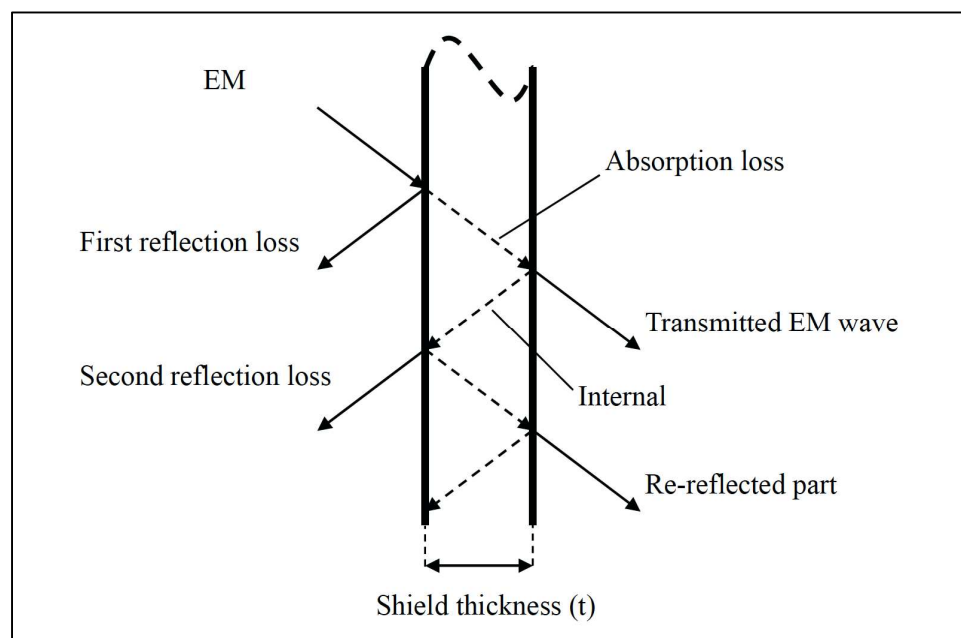 EM
Absorption loss
First reflection loss
Transmitted EM wave
Second reflection loss
Internal
Re-reflected part
Shield thickness (t)